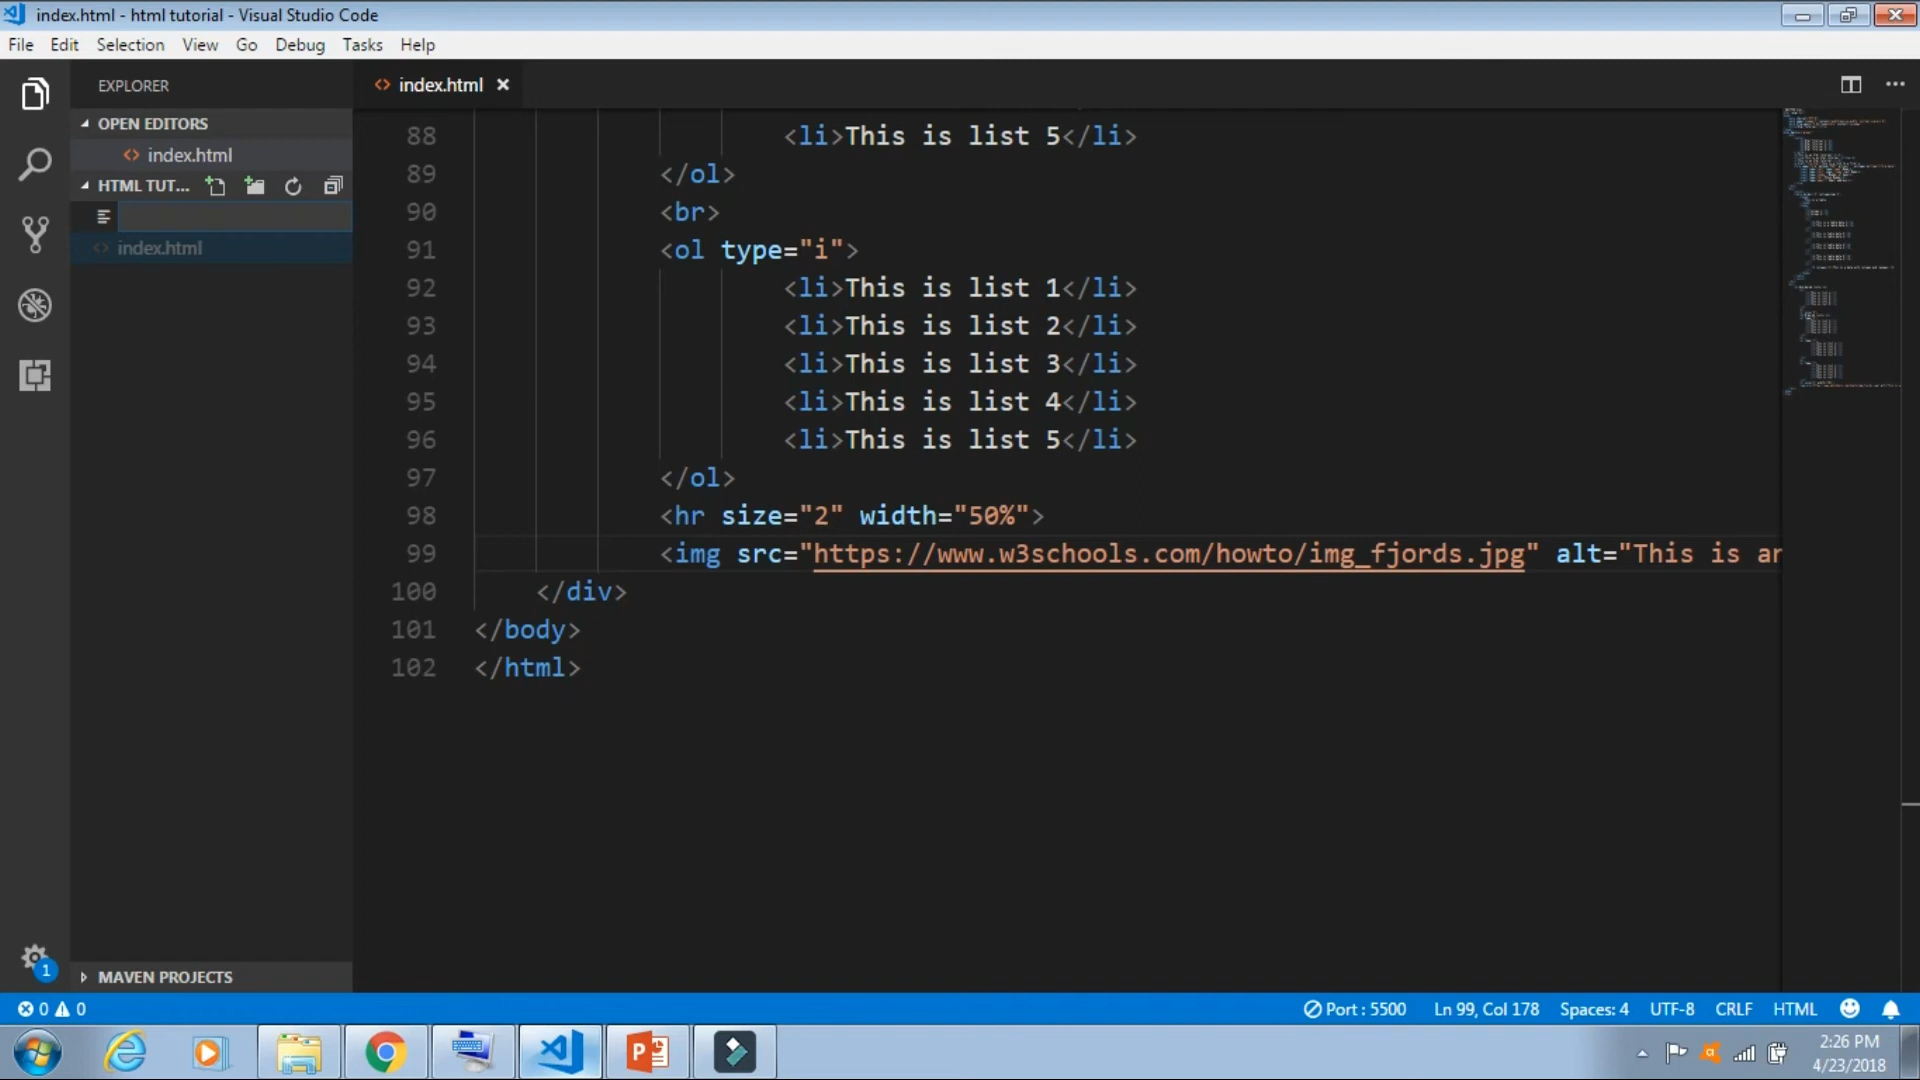 index.html - html tutorial - Visual Studio Code
File Edit Selection View Go Debug Tasks Help
EXPLORER
index.html
OPEN EDITORS
index.html
HTML TUT...
index.html
88 <li>This is list 5</li>
89 </ol>
90 <br>
91 <ol type="i">
92 <li>This is list 1</li>
93 <li>This is list 2</li>
94 <li>This is list 3</li>
95 <li>This is list 4</li>
96 <li>This is list 5</li>
97 </ol>
98 <hr size="2" width="50%">
99 <img src="https://www.w3schools.com/howto/img_fjords.jpg" alt="This is
100 </div>
101 </body>
102 </html>
1
MAVEN PROJECTS
0 0 Port : 5500 Ln 99, Col 178 Spaces: 4 UTF-8 CRLF HTML
2:26 PM
4/23/2018